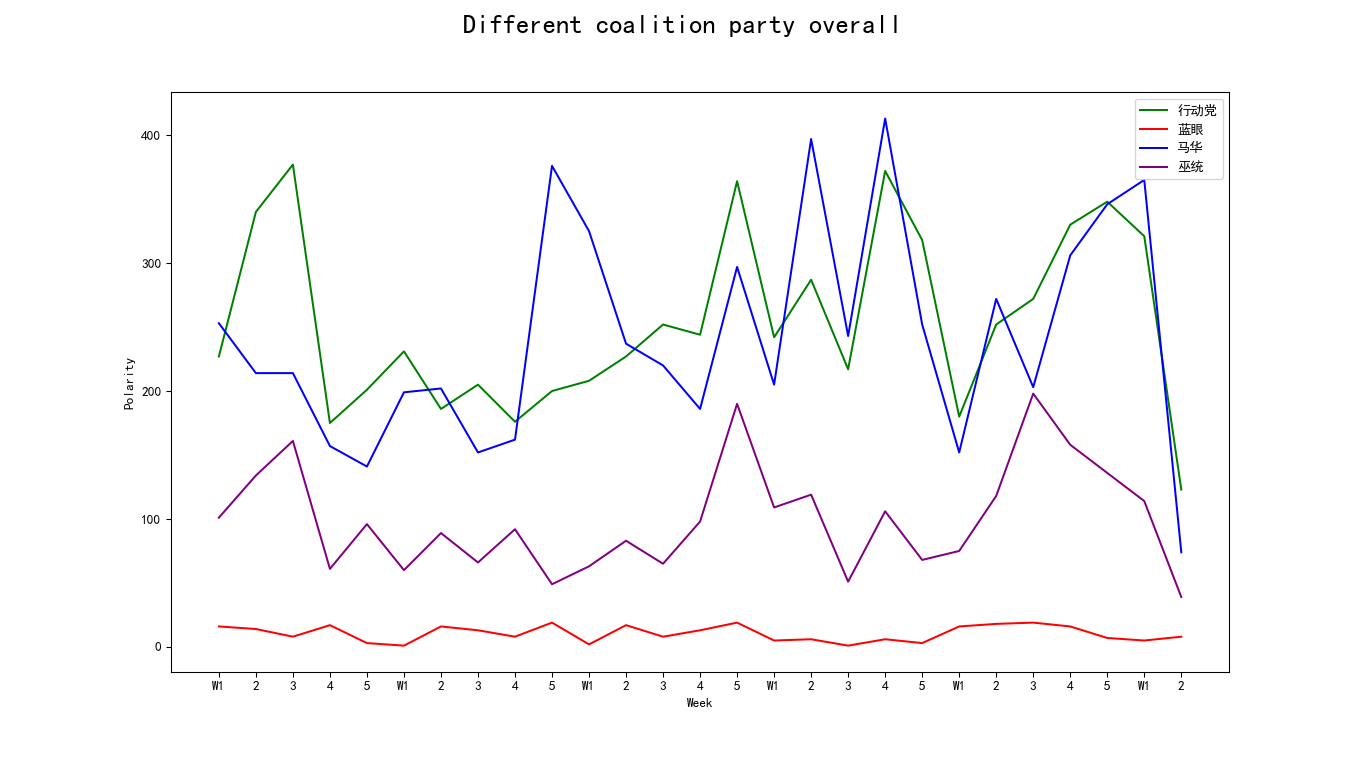 Different coalition party overall
行动党
蓝眼
马华
巫统
400
300
200
100
0
Polarity
W1 2 3 4 5 W1 2 3 4 5 W1 2 3 4 5 W1 2 3 4 5 W1 2 3 4 5 W1 2
Week